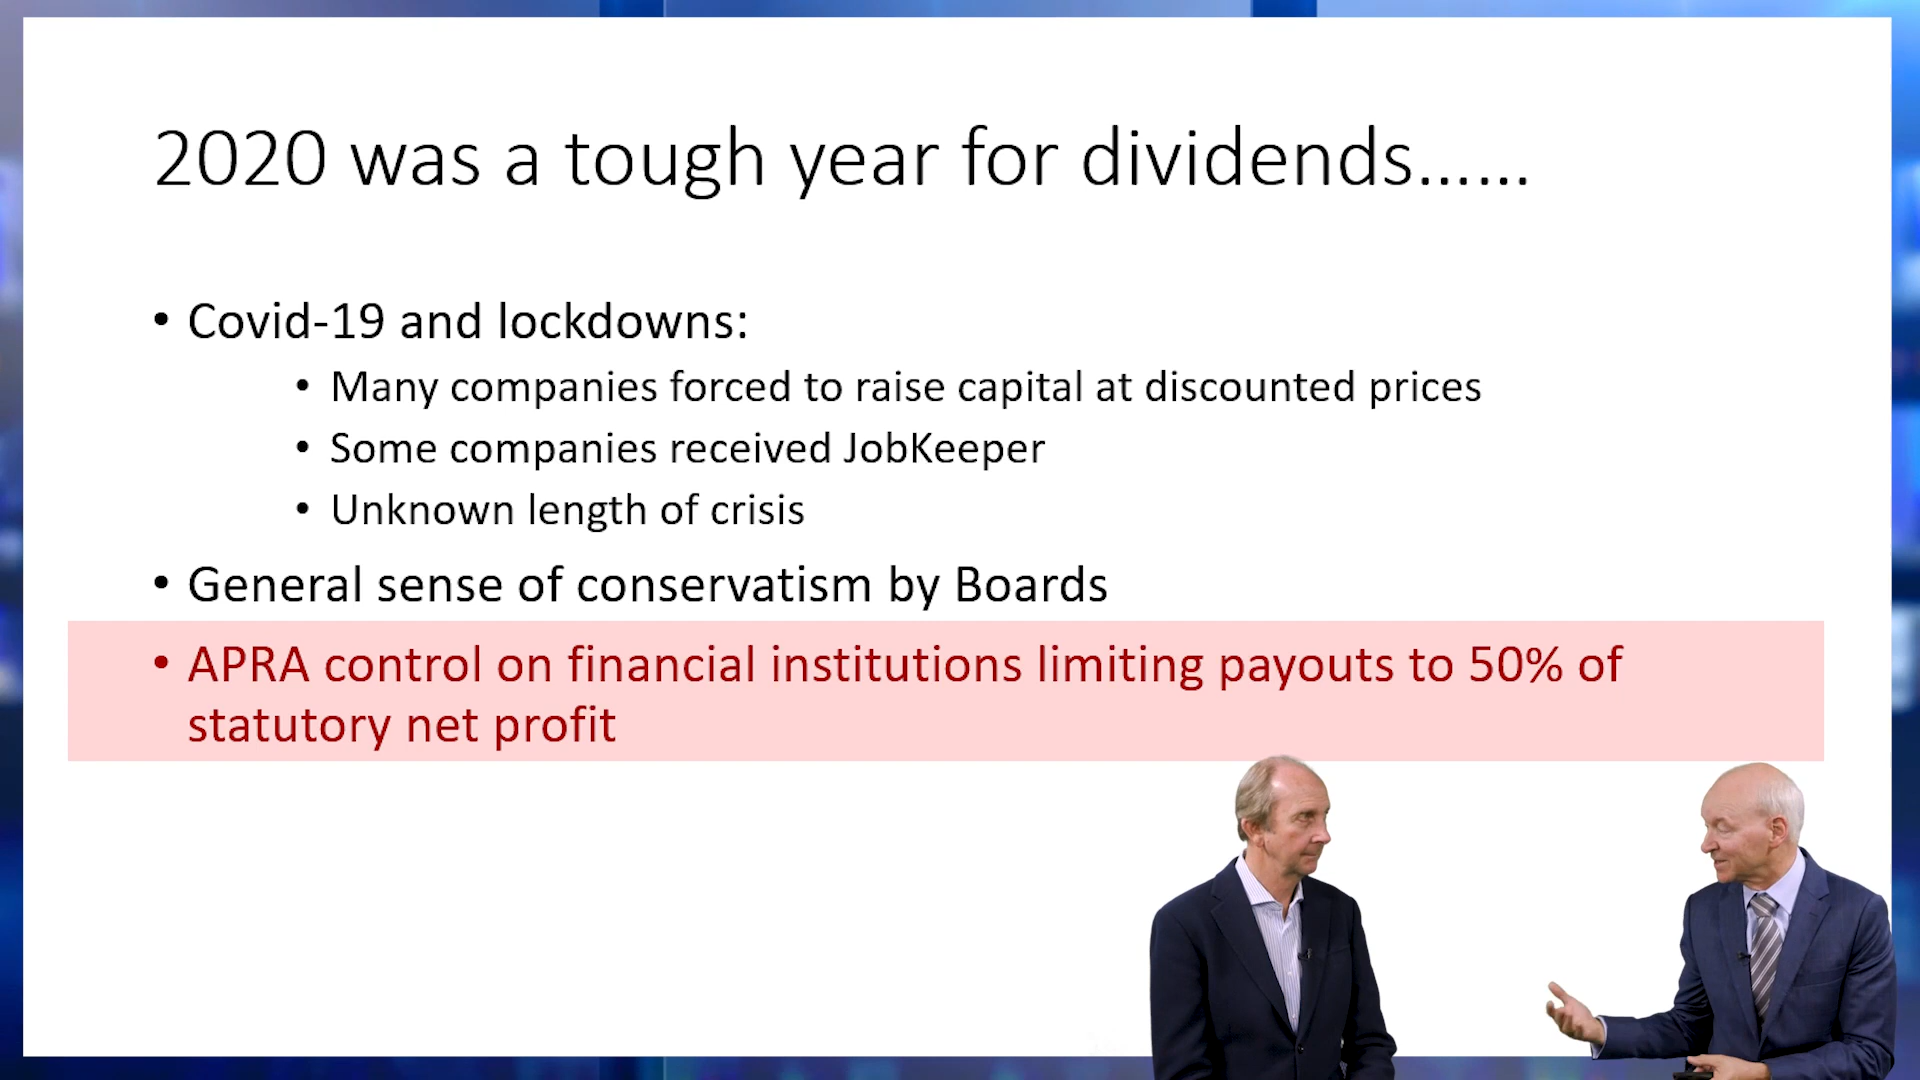 2020 was a tough year for dividends......
• Covid-19 and lockdowns:
• Many companies forced to raise capital at discounted prices
• Some companies received JobKeeper
• Unknown length of crisis
• General sense of conservatism by Boards
• APRA control on financial institutions limiting payouts to 50% of
statutory net profit